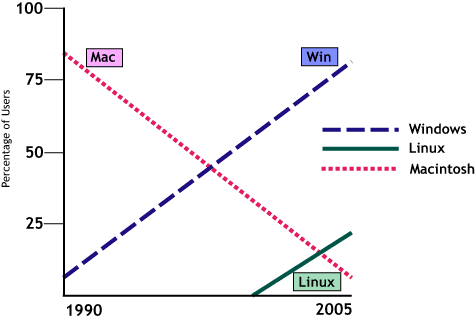 100
Mac
Win
75
Percentage of Users
Windows
Linux
50
Macintosh
25
Linux
1990
2005